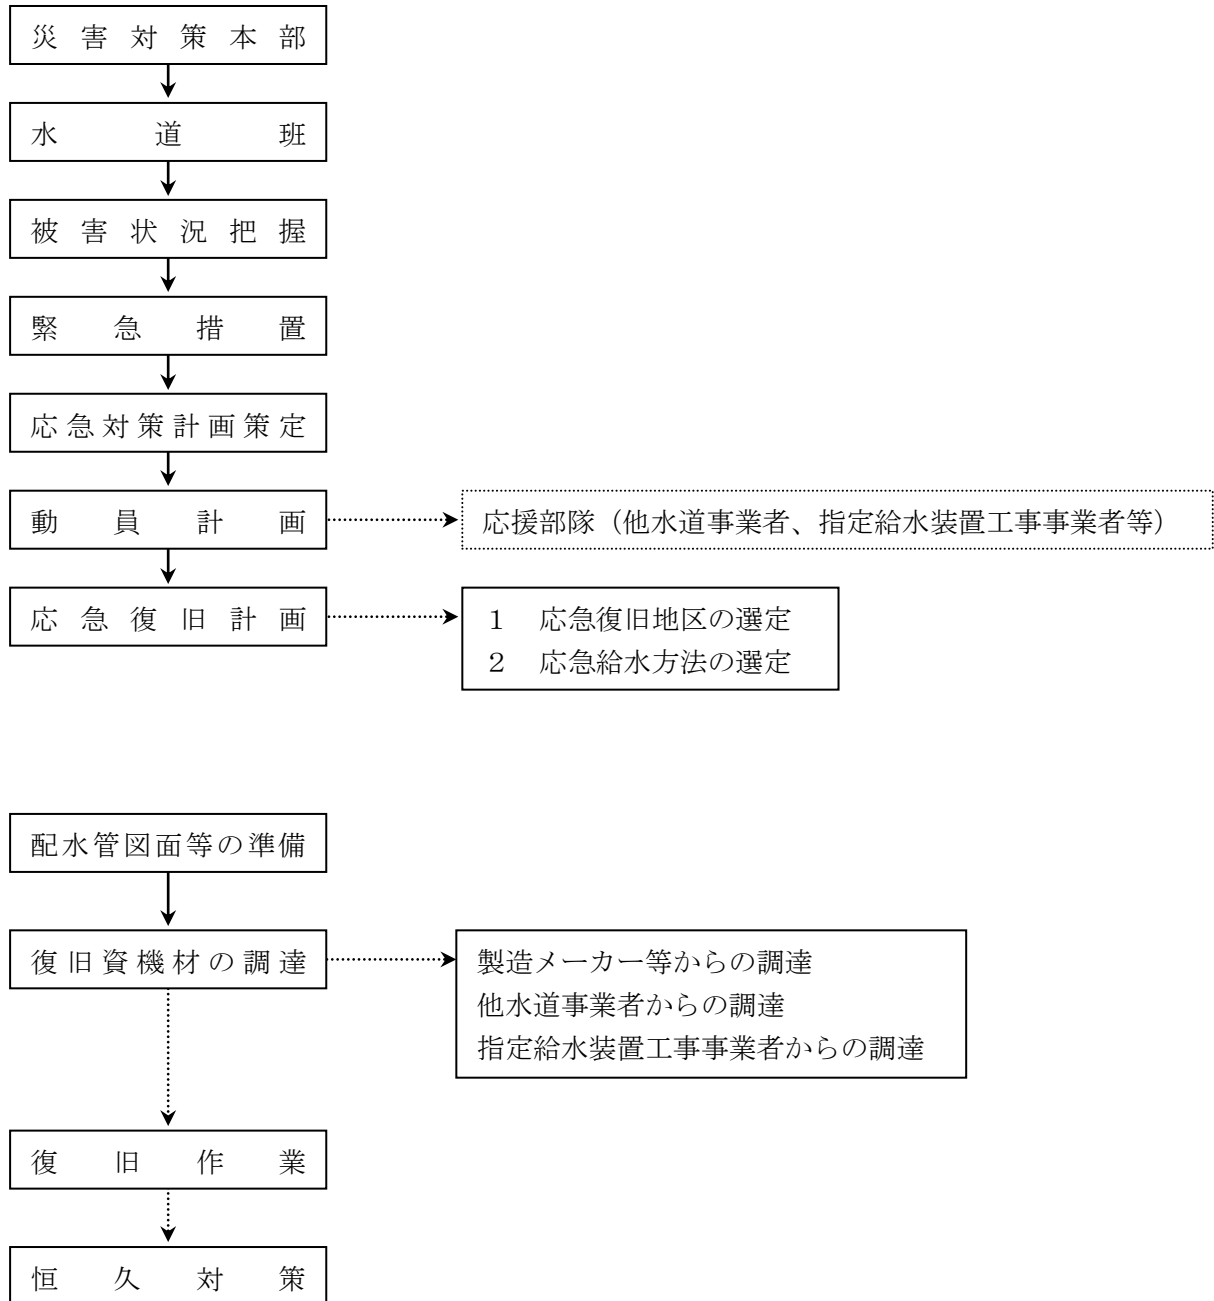 災害対策本部
水道班
被害状況把握
緊急措置
応急対策計画策定
動員計画
応援部隊（他水道事業者、指定給水装置工事事業者等）
応急復旧計画
１　応急復旧地区の選定
２　応急給水方法の選定
配水管図面等の準備
復旧資機材の調達
製造メーカー等からの調達
他水道事業者からの調達
指定給水装置工事事業者からの調達
復旧作業
恒久対策